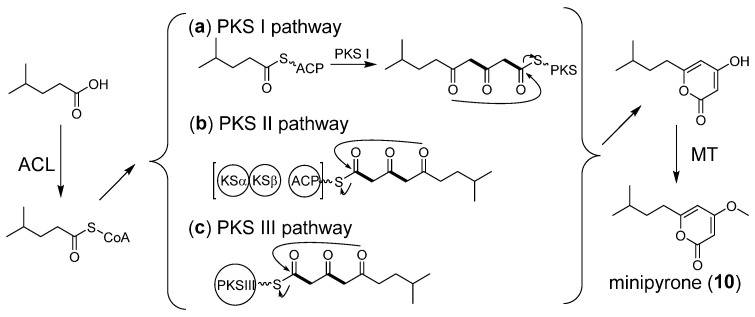 (a) PKS I pathway
S
ACP
O
PKS I
O
O
O
S
PKS
OH
O
ACL
S
CoA
O
(b) PKS II pathway
KSα
KSβ
ACP
S
O
O
O
(c) PKS III pathway
PKSIII
S
O
O
O
OH
O
O
MT
O
O
O
minipyrone (10)